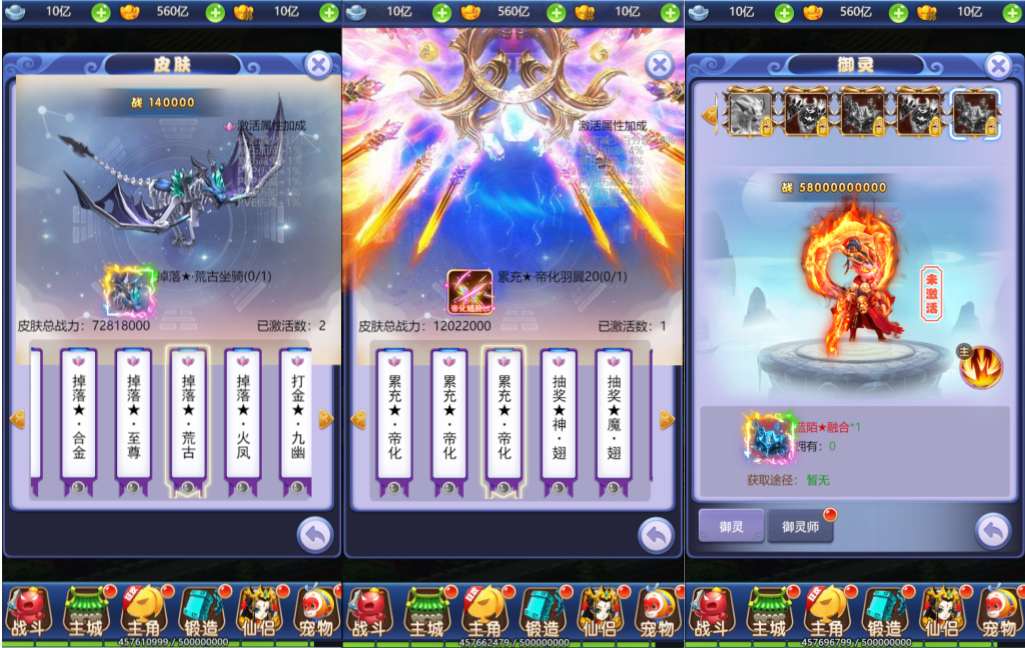 10亿
560亿
10亿
皮肤
战 140000
激活属性加成
掉落★·荒古坐骑(0/1)
皮肤总战力: 72818000
已激活数: 2
掉落★·合金
掉落★·至尊
掉落★·荒古
掉落★·火凤
打金★·九幽
战斗
主城
主角
锻造
仙侣
宠物
457610999 / 500000000
10亿
560亿
10亿
激活属性加成
累充★·帝化羽翼20(0/1)
皮肤总战力: 12022000
已激活数: 1
累充★·帝化
累充★·帝化
累充★·帝化
抽奖★神·翅
抽奖★魔·翅
战斗
主城
主角
锻造
仙侣
宠物
457662479 / 500000000
10亿
560亿
10亿
御灵
战 58000000000
未激活
主
蓝陌★融合*1
拥有: 0
获取途径: 暂无
御灵
御灵师
战斗
主城
主角
锻造
仙侣
宠物
457696799 / 500000000